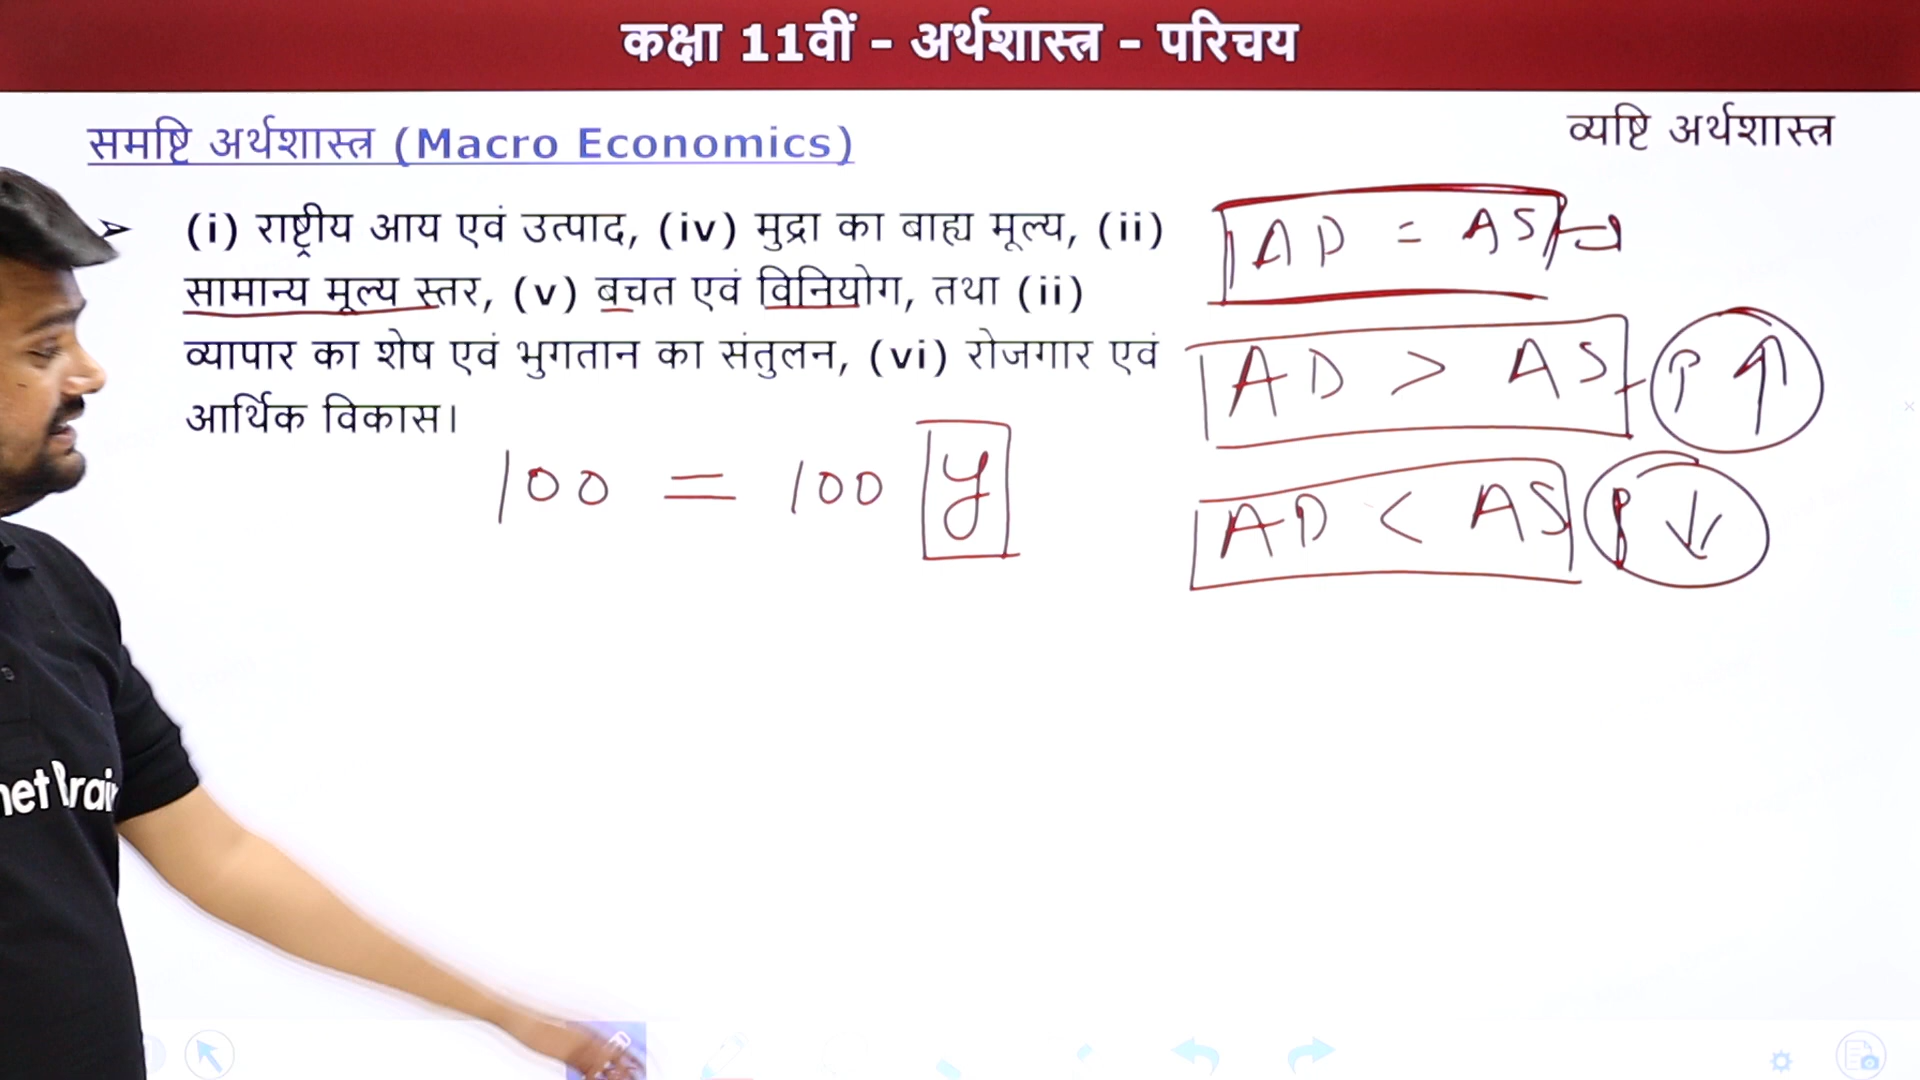 कक्षा 11वीं - अर्थशास्त्र - परिचय
समष्टि अर्थशास्त्र (Macro Economics)
व्यष्टि अर्थशास्त्र
➢ (i) राष्ट्रीय आय एवं उत्पाद, (iv) मुद्रा का बाह्य मूल्य, (ii)
सामान्य मूल्य स्तर, (v) बचत एवं विनियोग, तथा (ii)
व्यापार का शेष एवं भुगतान का संतुलन, (vi) रोजगार एवं
आर्थिक विकास।
AD = AS
AD > AS P ↑
100 = 100 y
AD < AS P ↓
net Brain